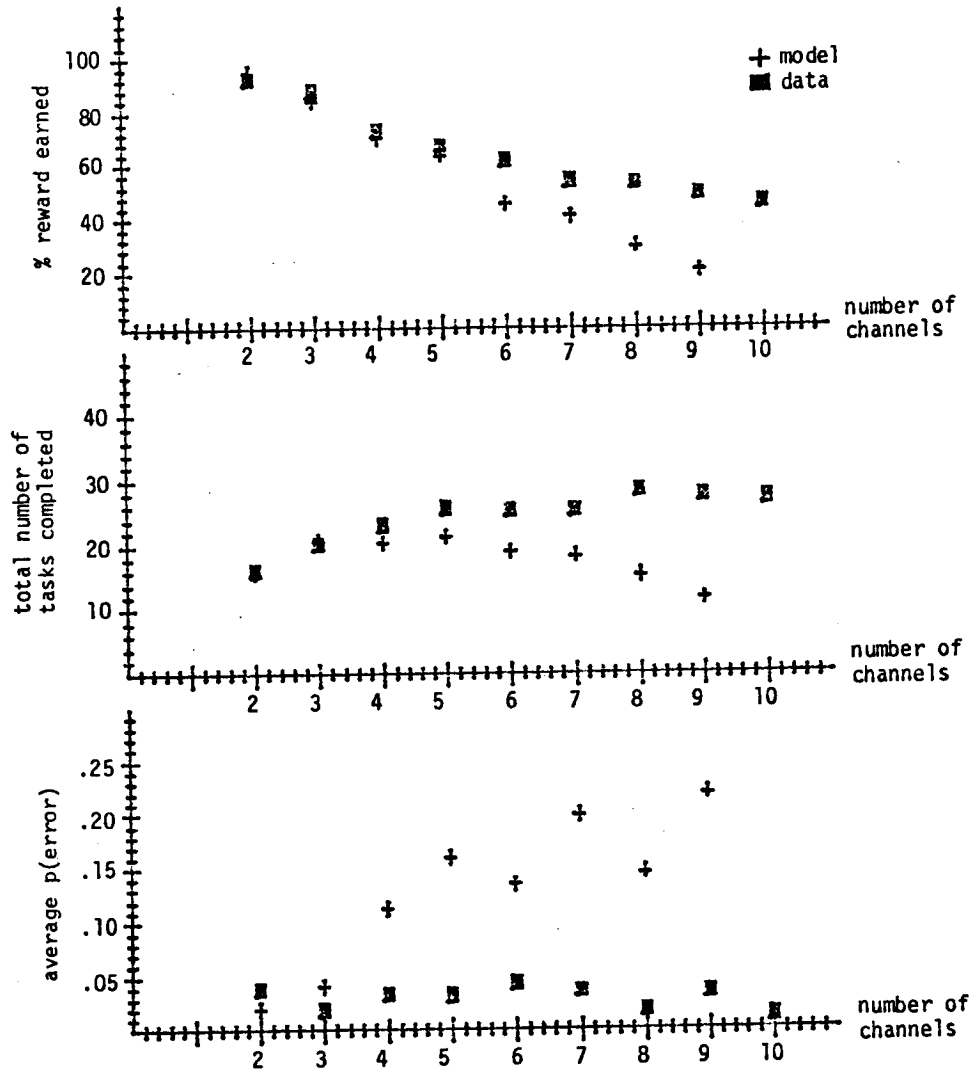 % reward earned
100
80
60
40
20
+ model
■ data
2 3 4 5 6 7 8 9 10
number of
channels
total number of
tasks completed
40
30
20
10
2 3 4 5 6 7 8 9 10
number of
channels
average p(error)
.25
.20
.15
.10
.05
2 3 4 5 6 7 8 9 10
number of
channels